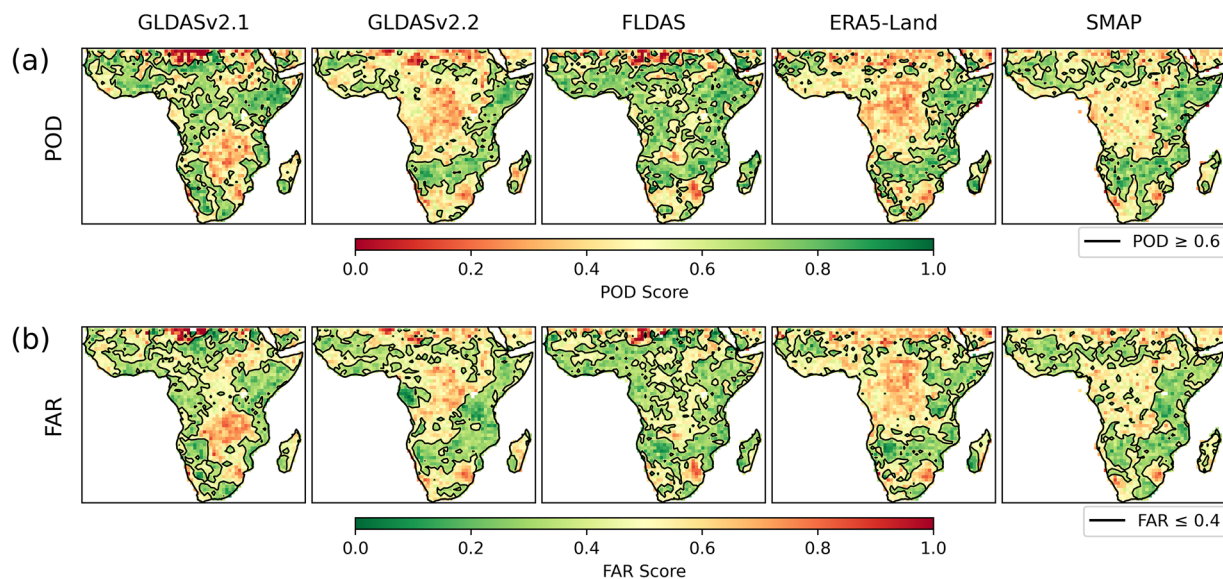 GLDASv2.1 GLDASv2.2 FLDAS ERA5-Land SMAP
(a)
POD
0.0 0.2 0.4 0.6 0.8 1.0
POD Score
POD ≥ 0.6
(b)
FAR
0.0 0.2 0.4 0.6 0.8 1.0
FAR Score
FAR ≤ 0.4